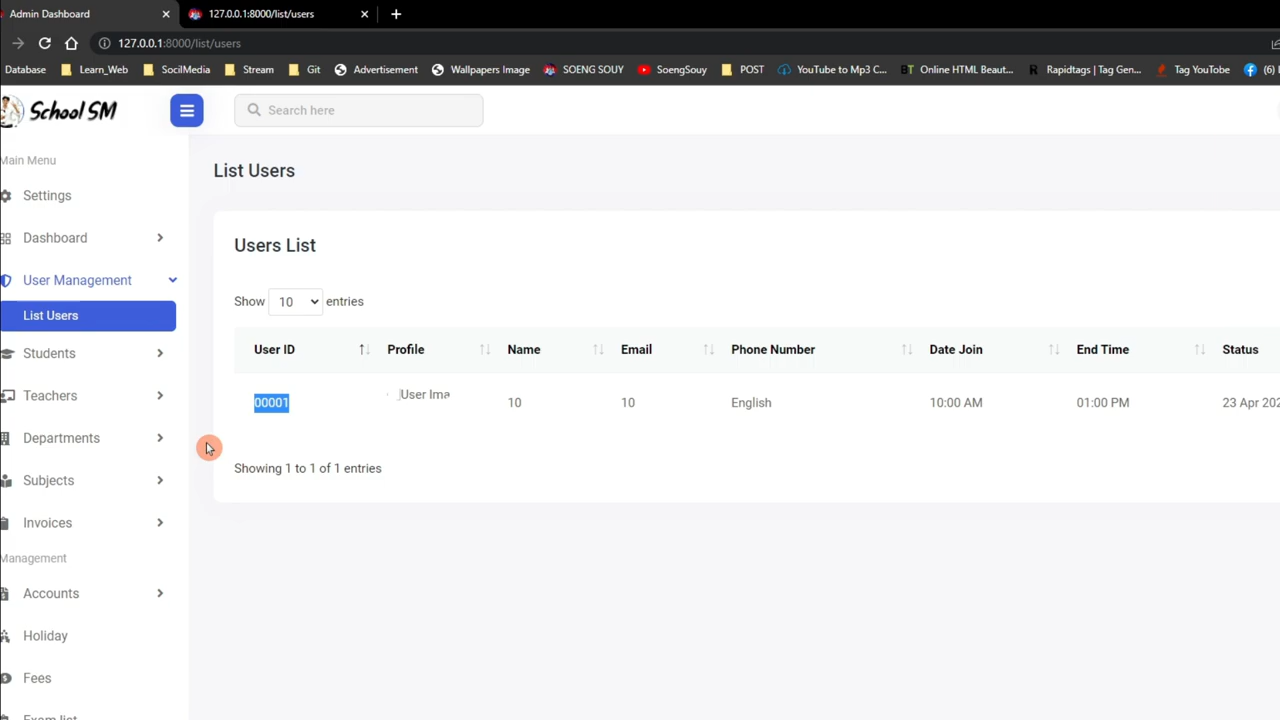 Admin Dashboard
127.0.0.1:8000/list/users
127.0.0.1:8000/list/users
Database Learn_Web SocilMedia Stream Git Advertisement Wallpapers Image SOENG SOUY SoengSouy POST YouTube to Mp3 C... Online HTML Beaut... Rapidtags | Tag Gen... Tag YouTube (6)
School SM
Search here
Main Menu
Settings
Dashboard
User Management
List Users
Students
Teachers
Departments
Subjects
Invoices
Management
Accounts
Holiday
Fees
Exam list
List Users
Users List
Show 10 entries
User ID Profile Name Email Phone Number Date Join End Time Status
00001 User Ima 10 10 English 10:00 AM 01:00 PM 23 Apr 202
Showing 1 to 1 of 1 entries